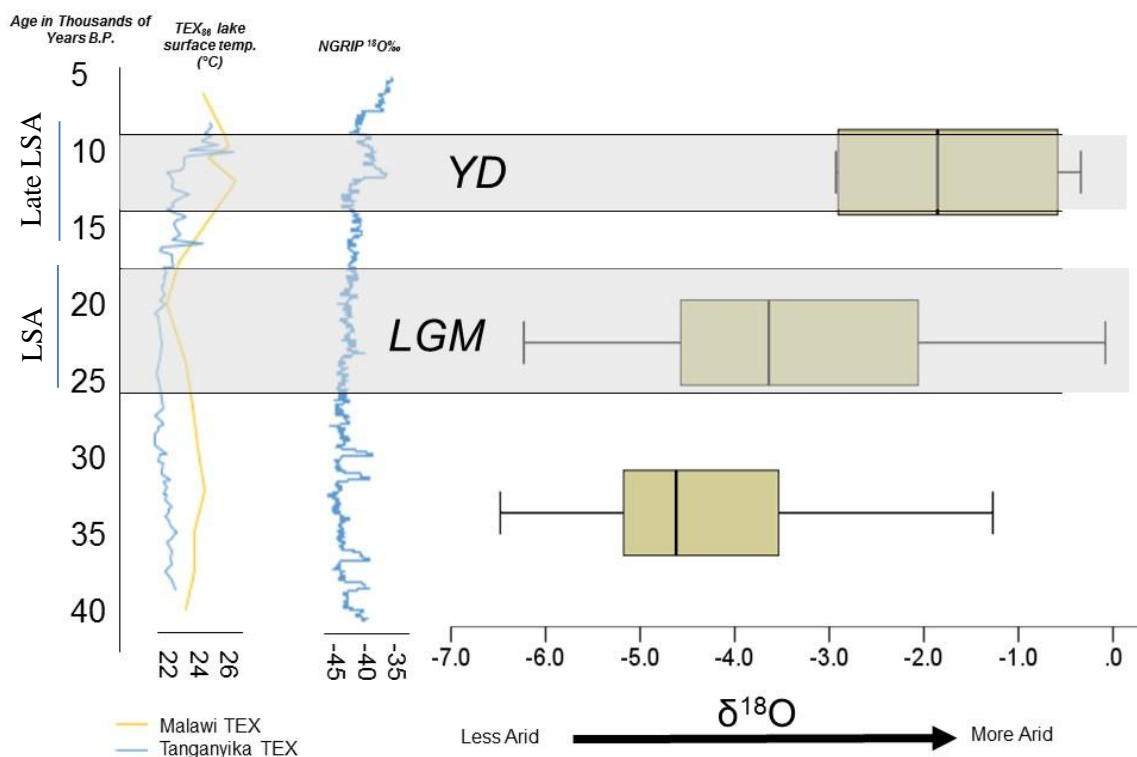 Age in Thousands of
Years B.P.
TEX₈₆ lake
surface temp.
(°C)
NGRIP ¹⁸O‰
5
10
15
20
25
30
35
40
Late LSA
LSA
YD
LGM
22
24
26
-45
-40
-35
-7.0
-6.0
-5.0
-4.0
-3.0
-2.0
-1.0
.0
δ¹⁸O
Less Arid
More Arid
Malawi TEX
Tanganyika TEX